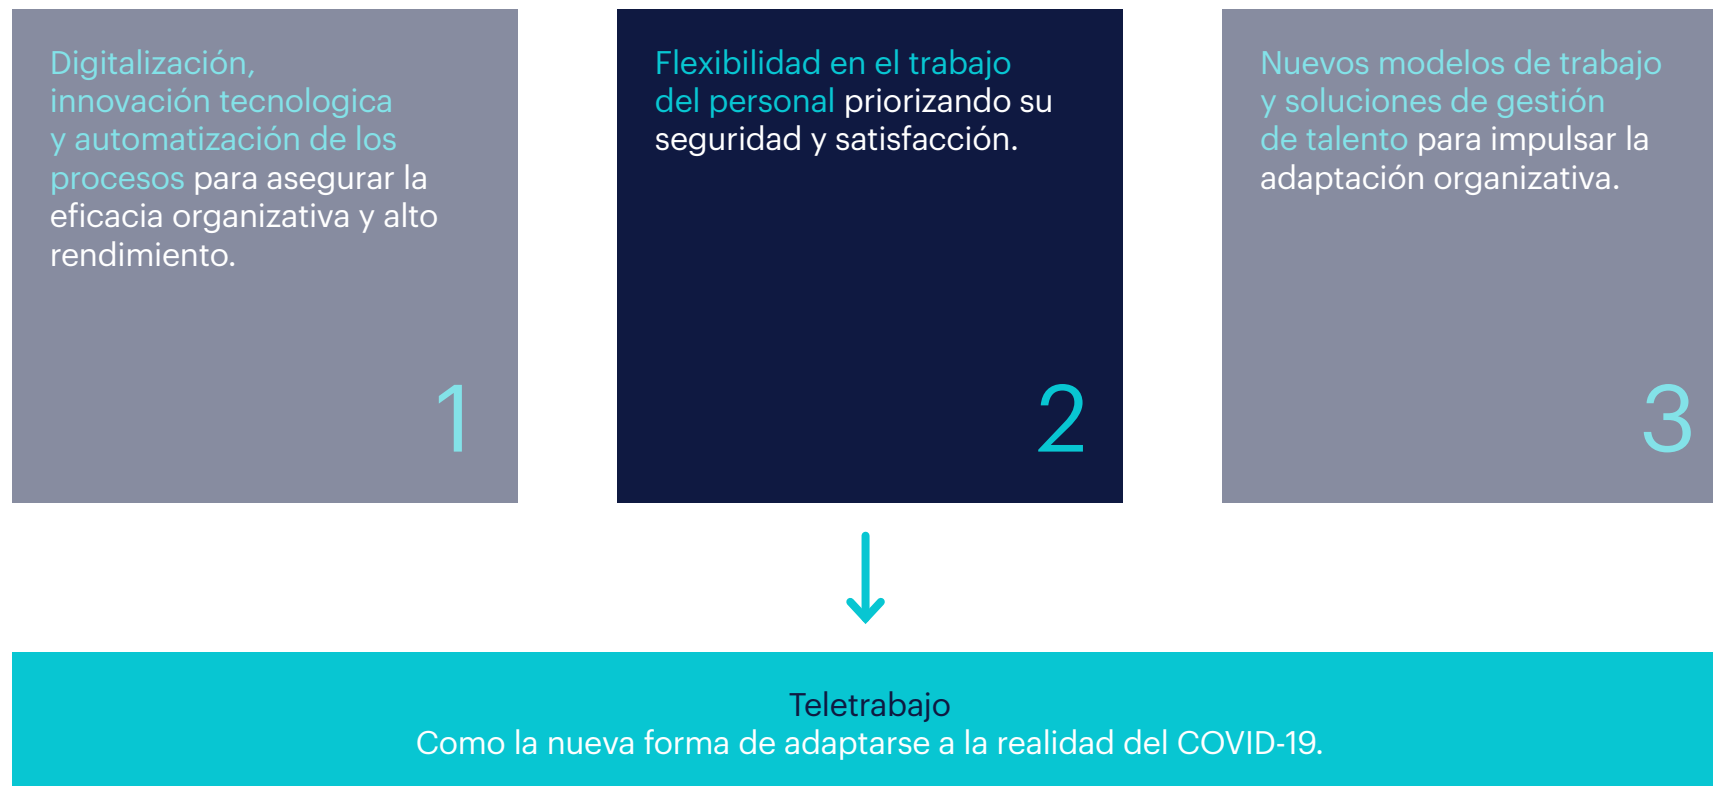 Digitalización,
innovación tecnologica
y automatización de los
procesos para asegurar la
eficacia organizativa y alto
rendimiento.
1
Flexibilidad en el trabajo
del personal priorizando su
seguridad y satisfacción.
2
Nuevos modelos de trabajo
y soluciones de gestión
de talento para impulsar la
adaptación organizativa.
3
Teletrabajo
Como la nueva forma de adaptarse a la realidad del COVID-19.